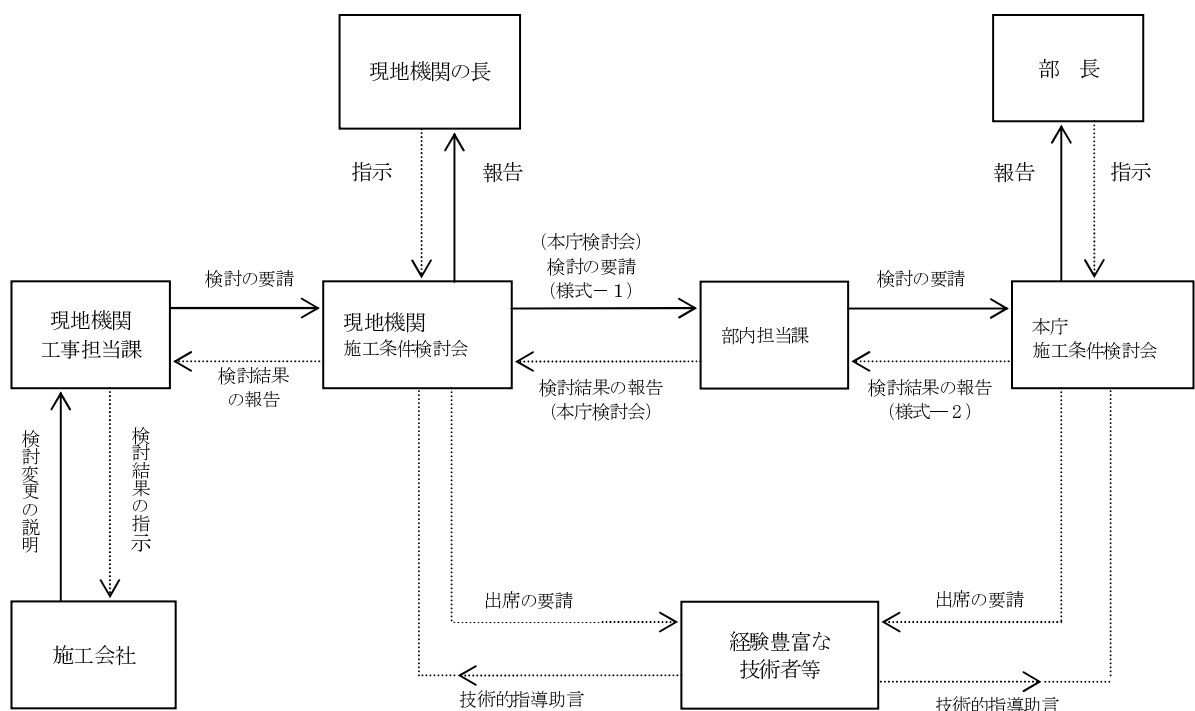 現地機関の長
部　長
指示
報告
報告
指示
（本庁検討会）
検討の要請
（様式－１）
検討の要請
検討の要請
現地機関
工事担当課
現地機関
施工条件検討会
部内担当課
本庁
施工条件検討会
検討結果
の報告
検討結果の報告
（本庁検討会）
検討結果の報告
（様式―２）
検討変更の説明
検討結果の指示
出席の要請
出席の要請
経験豊富な
技術者等
施工会社
技術的指導助言
技術的指導助言